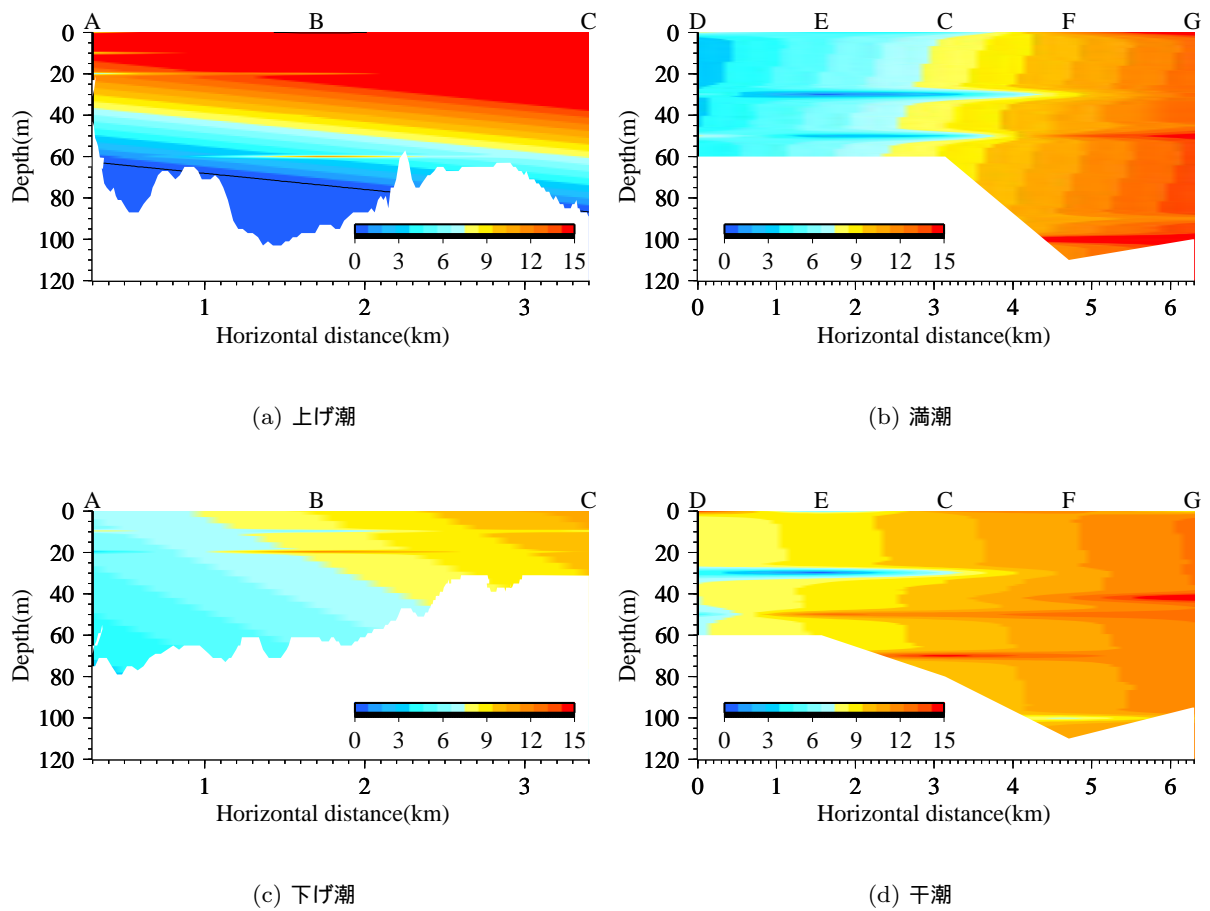 A B C
0
20
40
60
80
100
120
Depth(m)
0 3 6 9 12 15
1 2 3
Horizontal distance(km)
(a) 上げ潮
D E C F G
0
20
40
60
80
100
120
Depth(m)
0 3 6 9 12 15
0 1 2 3 4 5 6
Horizontal distance(km)
(b) 満潮
A B C
0
20
40
60
80
100
120
Depth(m)
0 3 6 9 12 15
1 2 3
Horizontal distance(km)
(c) 下げ潮
D E C F G
0
20
40
60
80
100
120
Depth(m)
0 3 6 9 12 15
0 1 2 3 4 5 6
Horizontal distance(km)
(d) 干潮